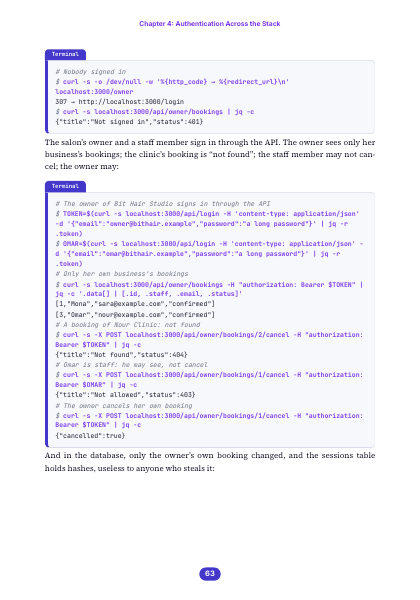 Chapter 4: Authentication Across the Stack
Terminal
# Nobody signed in
$ curl -s -o /dev/null -w '%{http_code} → %{redirect_url}\n'
localhost:3000/owner
307 → http://localhost:3000/login
$ curl -s localhost:3000/api/owner/bookings | jq -c
{"title":"Not signed in","status":401}
The salon's owner and a staff member sign in through the API. The owner sees only her
business's bookings; the clinic's booking is "not found"; the staff member may not can-
cel; the owner may:
Terminal
# The owner of Bit Hair Studio signs in through the API
$ TOKEN=$(curl -s localhost:3000/api/login -H 'content-type: application/json'
-d '{"email":"owner@bithair.example","password":"a long password"}' | jq -r
.token)
$ OMAR=$(curl -s localhost:3000/api/login -H 'content-type: application/json' -
d '{"email":"omar@bithair.example","password":"a long password"}' | jq -r
.token)
# Only her own business's bookings
$ curl -s localhost:3000/api/owner/bookings -H "authorization: Bearer $TOKEN" |
jq -c '.data[] | [.id, .staff, .email, .status]'
[1,"Mona","sara@example.com","confirmed"]
[3,"Omar","nour@example.com","confirmed"]
# A booking of Nour Clinic: not found
$ curl -s -X POST localhost:3000/api/owner/bookings/2/cancel -H "authorization:
Bearer $TOKEN" | jq -c
{"title":"Not found","status":404}
# Omar is staff: he may see, not cancel
$ curl -s -X POST localhost:3000/api/owner/bookings/1/cancel -H "authorization:
Bearer $OMAR" | jq -c
{"title":"Not allowed","status":403}
# The owner cancels her own booking
$ curl -s -X POST localhost:3000/api/owner/bookings/1/cancel -H "authorization:
Bearer $TOKEN" | jq -c
{"cancelled":true}
And in the database, only the owner's own booking changed, and the sessions table
holds hashes, useless to anyone who steals it:
63